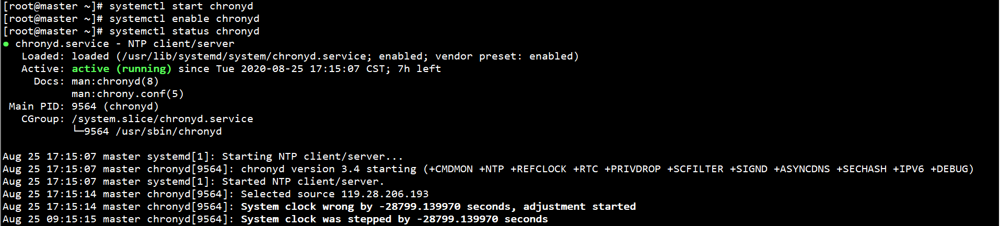 [root@master ~]# systemctl start chronyd
[root@master ~]# systemctl enable chronyd
[root@master ~]# systemctl status chronyd
● chronyd.service - NTP client/server
   Loaded: loaded (/usr/lib/systemd/system/chronyd.service; enabled; vendor preset: enabled)
   Active: active (running) since Tue 2020-08-25 17:15:07 CST; 7h left
     Docs: man:chronyd(8)
           man:chrony.conf(5)
 Main PID: 9564 (chronyd)
   CGroup: /system.slice/chronyd.service
           └─9564 /usr/sbin/chronyd

Aug 25 17:15:07 master systemd[1]: Starting NTP client/server...
Aug 25 17:15:07 master chronyd[9564]: chronyd version 3.4 starting (+CMDMON +NTP +REFCLOCK +RTC +PRIVDROP +SCFILTER +SIGND +ASYNCDNS +SECHASH +IPV6 +DEBUG)
Aug 25 17:15:07 master systemd[1]: Started NTP client/server.
Aug 25 17:15:14 master chronyd[9564]: Selected source 119.28.206.193
Aug 25 17:15:14 master chronyd[9564]: System clock wrong by -28799.139970 seconds, adjustment started
Aug 25 09:15:15 master chronyd[9564]: System clock was stepped by -28799.139970 seconds